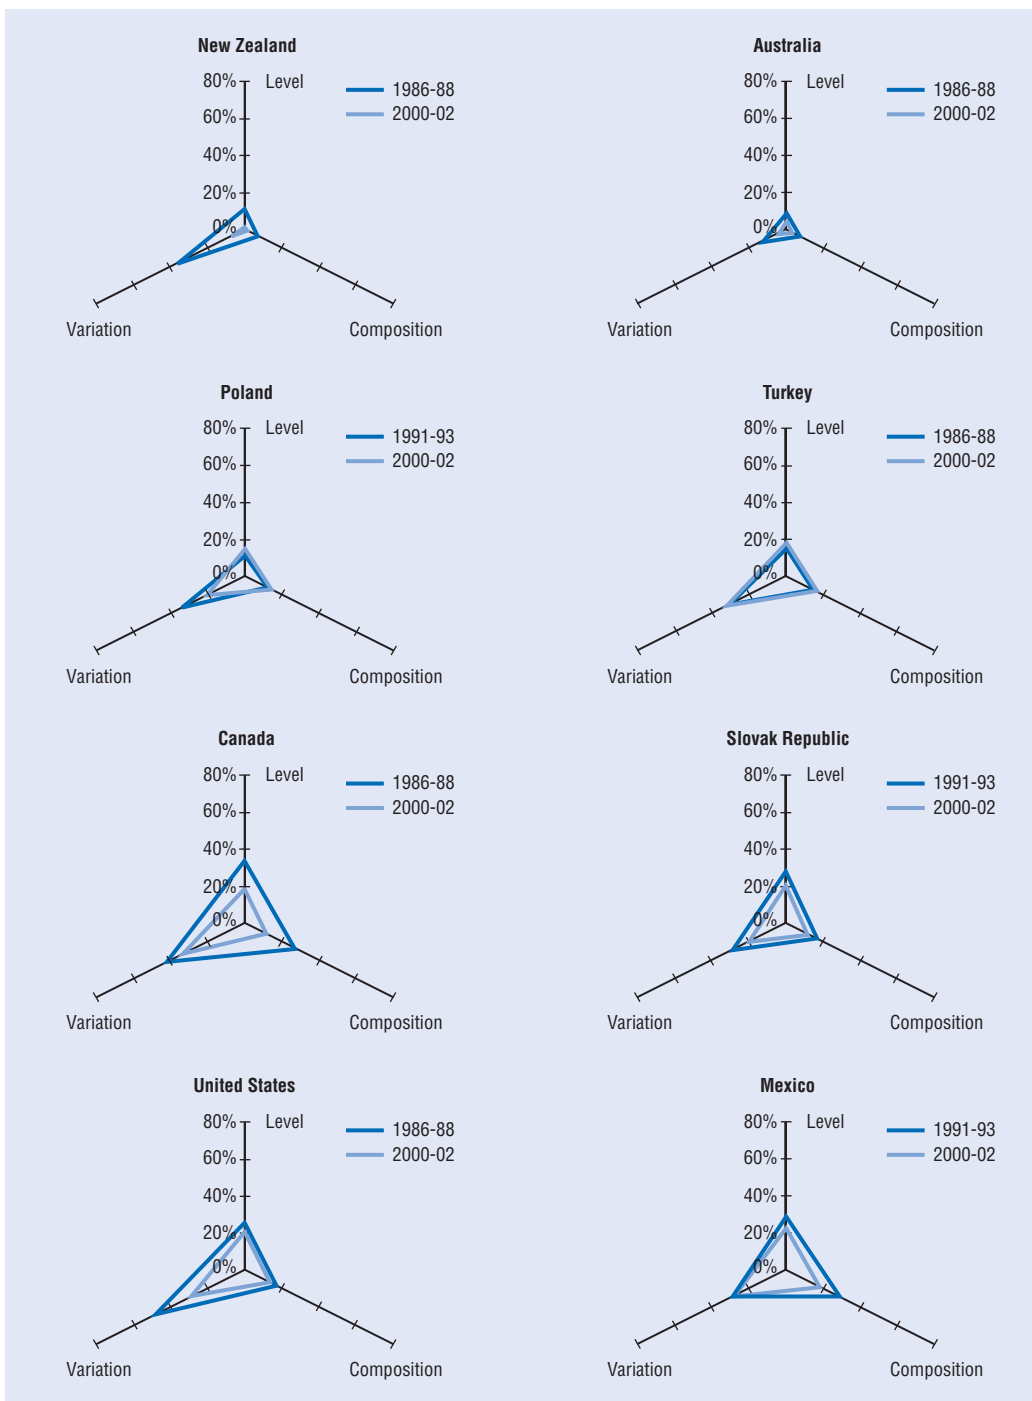 New Zealand
80% Level
60%
40%
20%
0%
1986-88
2000-02
Variation
Composition
Australia
80% Level
60%
40%
20%
0%
1986-88
2000-02
Variation
Composition
Poland
80% Level
60%
40%
20%
0%
1991-93
2000-02
Variation
Composition
Turkey
80% Level
60%
40%
20%
0%
1986-88
2000-02
Variation
Composition
Canada
80% Level
60%
40%
20%
0%
1986-88
2000-02
Variation
Composition
Slovak Republic
80% Level
60%
40%
20%
0%
1991-93
2000-02
Variation
Composition
United States
80% Level
60%
40%
20%
0%
1986-88
2000-02
Variation
Composition
Mexico
80% Level
60%
40%
20%
0%
1991-93
2000-02
Variation
Composition